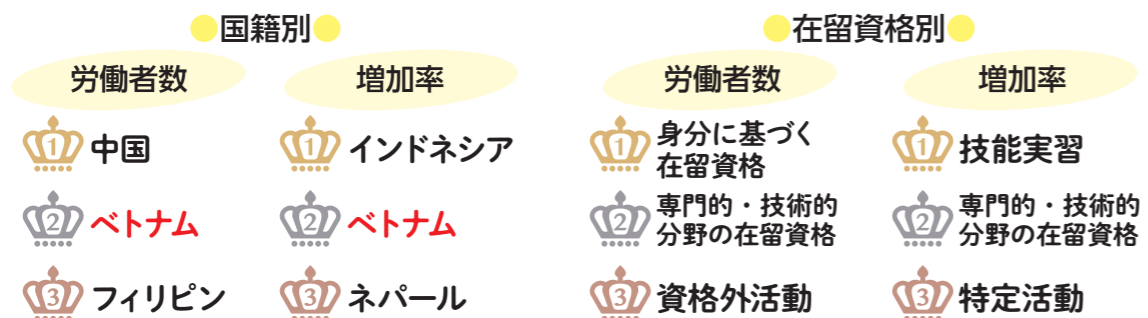 ●国籍別●
労働者数
増加率
1 中国
1 インドネシア
2 ベトナム
2 ベトナム
3 フィリピン
3 ネパール
●在留資格別●
労働者数
増加率
1 身分に基づく
在留資格
1 技能実習
2 専門的・技術的
分野の在留資格
2 専門的・技術的
分野の在留資格
3 資格外活動
3 特定活動